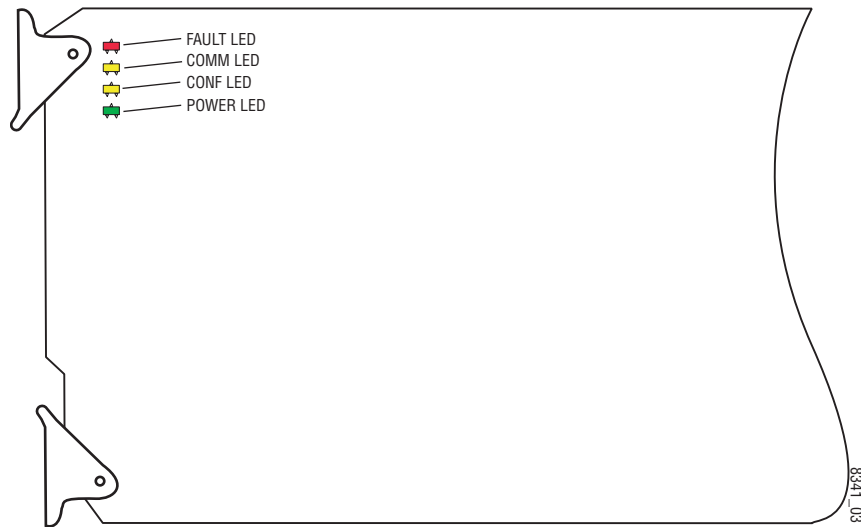 FAULT LED
COMM LED
CONF LED
POWER LED
8341_03